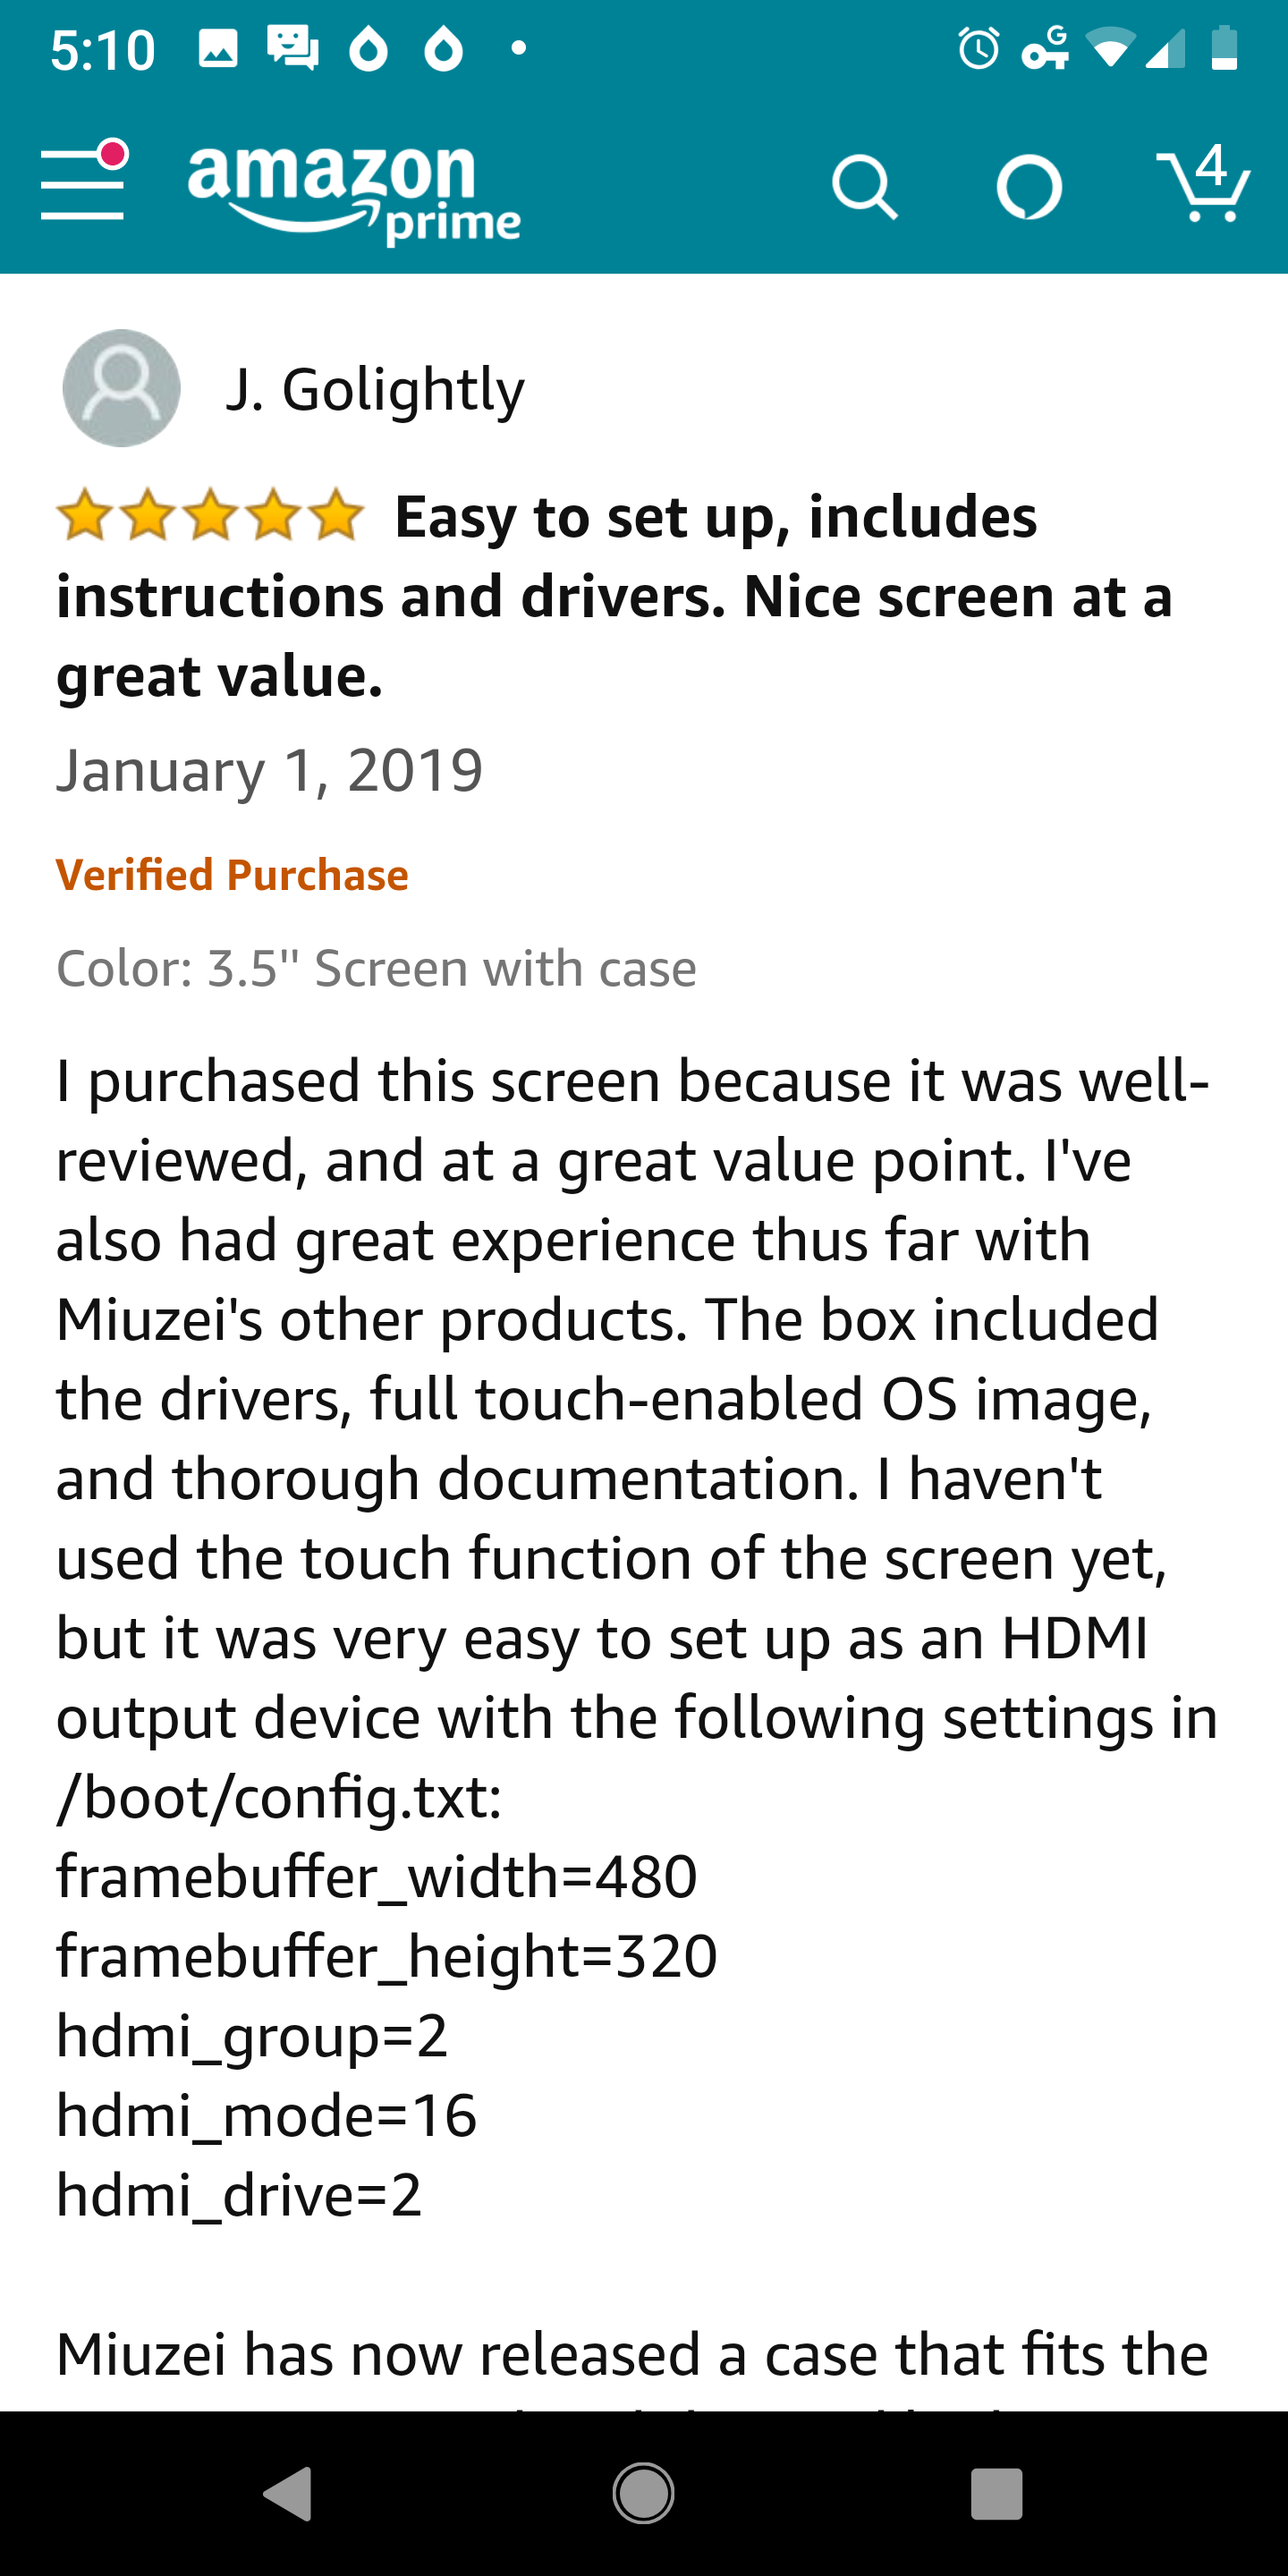 5:10
G
amazon
prime
4
J. Golightly
Easy to set up, includes
instructions and drivers. Nice screen at a
great value.
January 1, 2019
Verified Purchase
Color: 3.5" Screen with case
I purchased this screen because it was well-
reviewed, and at a great value point. I've
also had great experience thus far with
Miuzei's other products. The box included
the drivers, full touch-enabled OS image,
and thorough documentation. I haven't
used the touch function of the screen yet,
but it was very easy to set up as an HDMI
output device with the following settings in
/boot/config.txt:
framebuffer_width=480
framebuffer_height=320
hdmi_group=2
hdmi_mode=16
hdmi_drive=2
Miuzei has now released a case that fits the